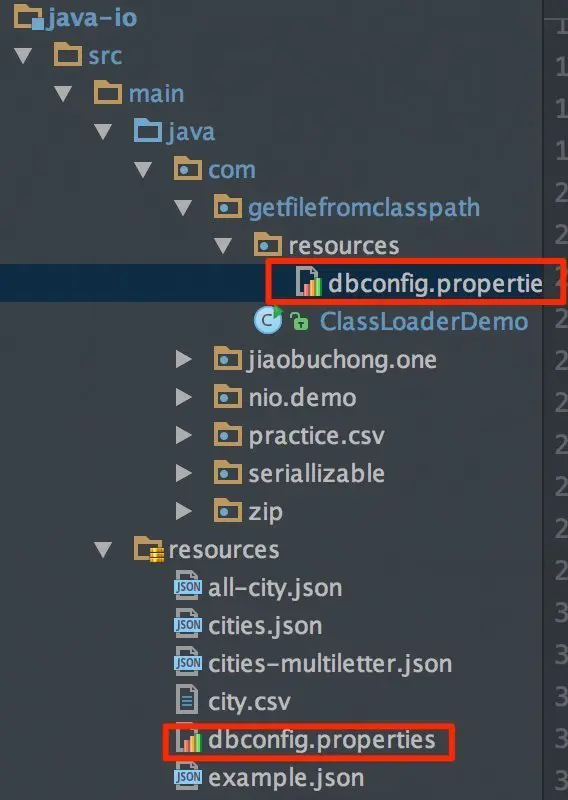 java-io
src
main
java
com
getfilefromclasspath
resources
dbconfig.propertie
C ClassLoaderDemo
jiaobuchong.one
nio.demo
practice.csv
seriallizable
zip
resources
JSON all-city.json
JSON cities.json
JSON cities-multiletter.json
city.csv
dbconfig.properties
JSON example.json